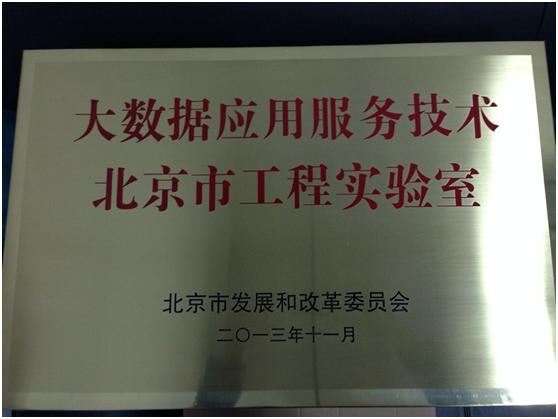 大数据应用服务技术
北京市工程实验室
北京市发展和改革委员会
二〇一三年十一月